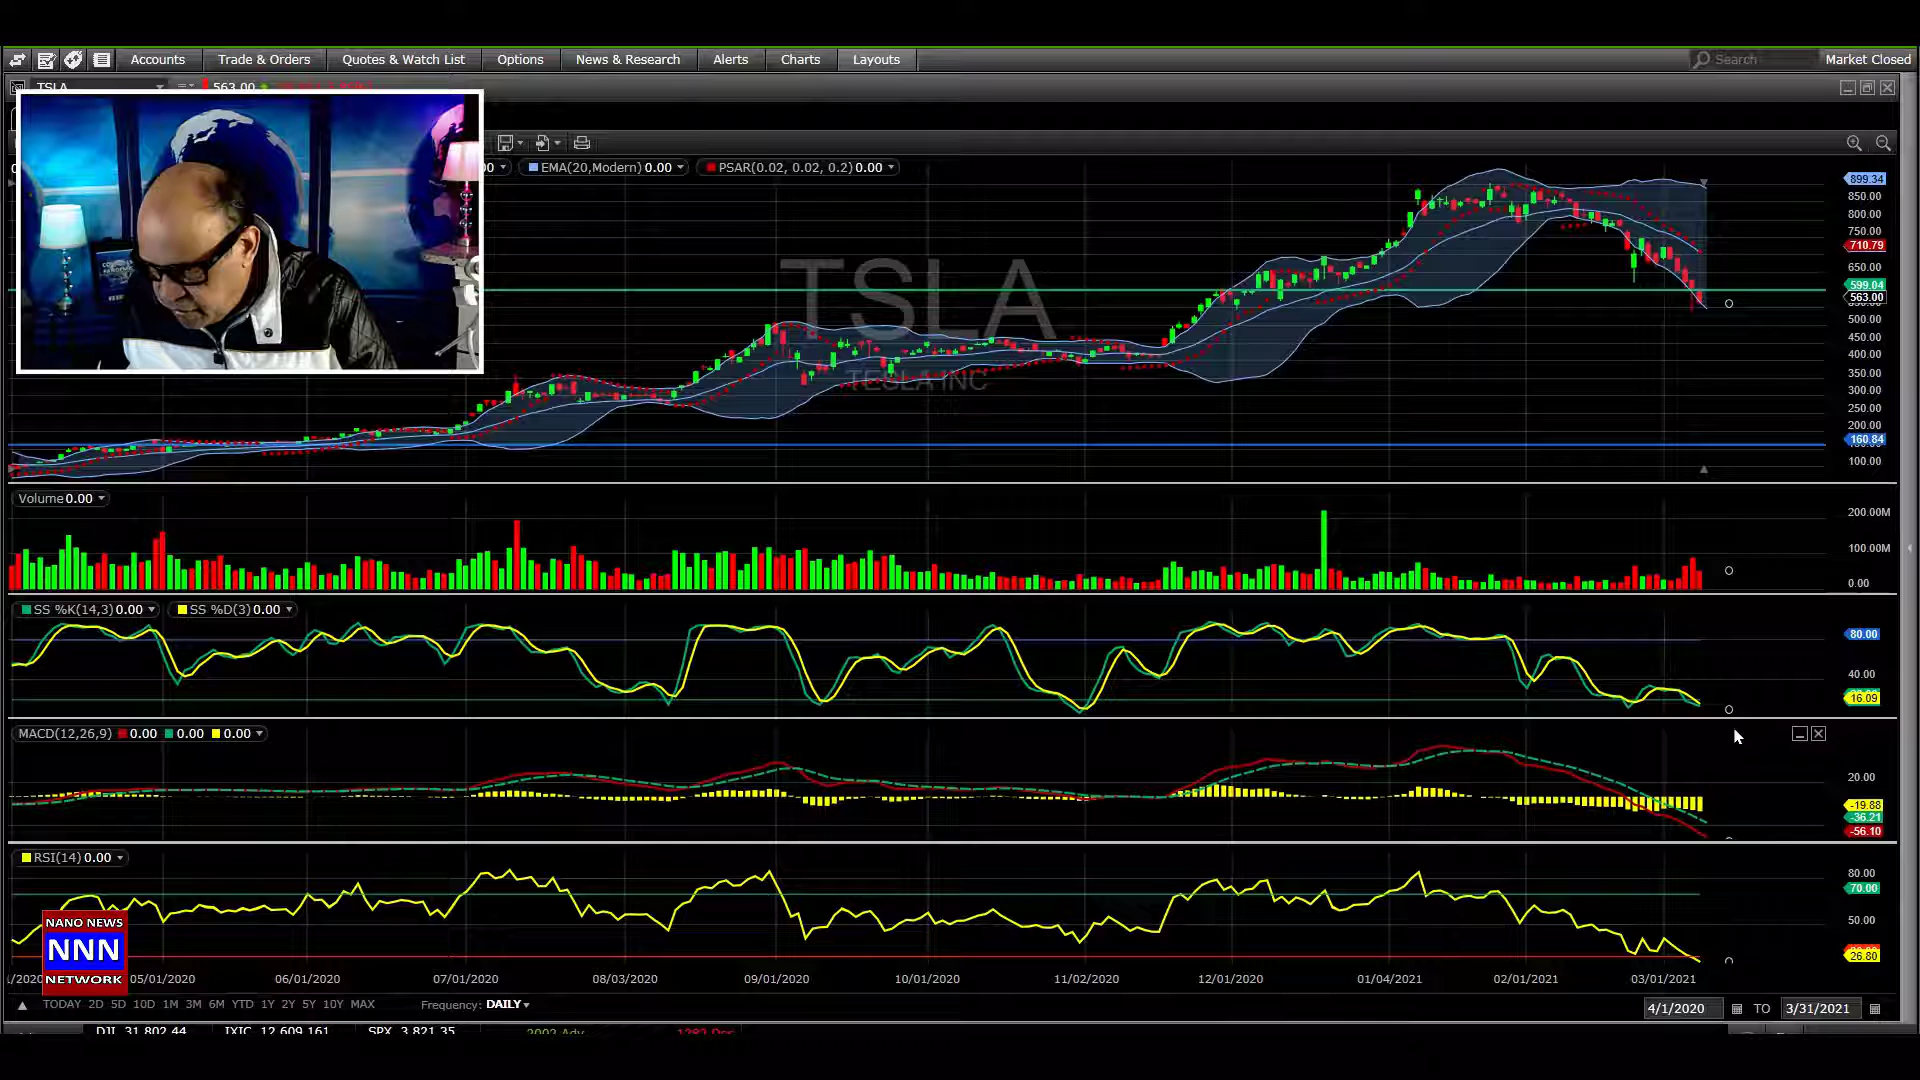 Accounts Trade & Orders Quotes & Watch List Options News & Research Alerts Charts Layouts Search Market Closed
TSLA 563.00
EMA(20,Modern) 0.00 PSAR(0.02, 0.02, 0.2) 0.00
899.34
850.00
800.00
750.00
710.79
650.00
599.04
563.00
500.00
450.00
400.00
350.00
300.00
250.00
200.00
160.84
100.00
TSLA
TESLA INC
Volume 0.00
200.00M
100.00M
0.00
SS %K(14,3) 0.00 SS %D(3) 0.00
80.00
40.00
16.09
MACD(12,26,9) 0.00 0.00 0.00
20.00
-19.88
-36.21
-56.10
RSI(14) 0.00
80.00
70.00
50.00
26.80
NANO NEWS
NNN
NETWORK
/2020 05/01/2020 06/01/2020 07/01/2020 08/03/2020 09/01/2020 10/01/2020 11/02/2020 12/01/2020 01/04/2021 02/01/2021 03/01/2021
TODAY 2D 5D 10D 1M 3M 6M YTD 1Y 2Y 5Y 10Y MAX Frequency: DAILY 4/1/2020 TO 3/31/2021
DJI 31,802.44 IXIC 12,609.161 SPX 3,821.35 2002 Adv 1282 Dec